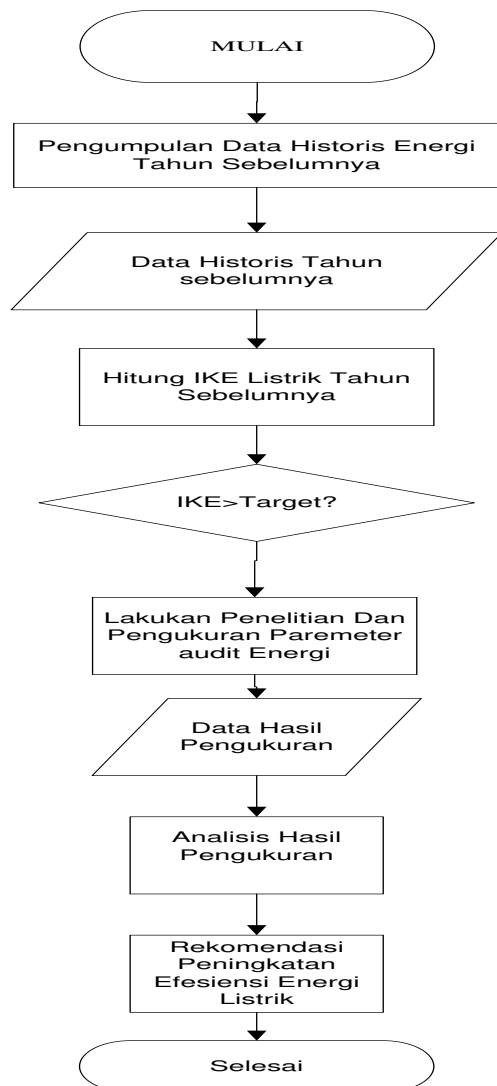 MULAI
Pengumpulan Data Historis Energi
Tahun Sebelumnya
Data Historis Tahun
sebelumnya
Hitung IKE Listrik Tahun
Sebelumnya
IKE>Target?
Lakukan Penelitian Dan
Pengukuran Paremeter
audit Energi
Data Hasil
Pengukuran
Analisis Hasil
Pengukuran
Rekomendasi
Peningkatan
Efesiensi Energi
Listrik
Selesai